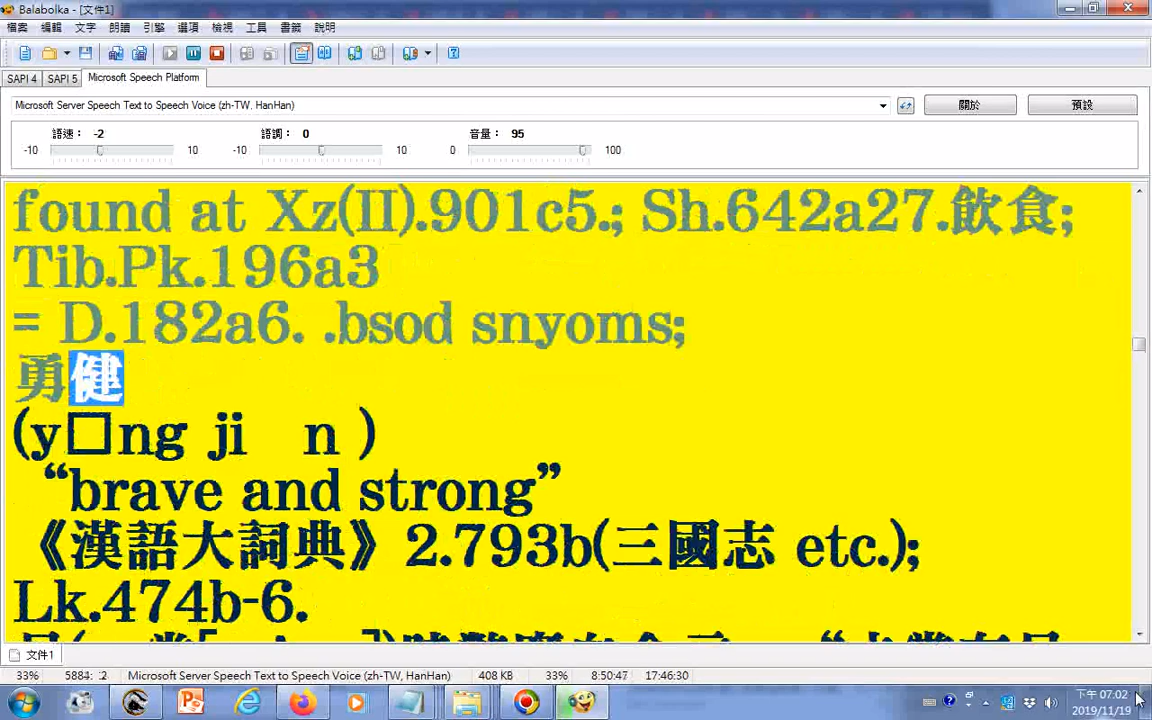 Balabolka - [文件1]
檔案 編輯 文字 朗讀 引擎 選項 檢視 工具 書籤 說明
SAPI 4 SAPI 5 Microsoft Speech Platform
Microsoft Server Speech Text to Speech Voice (zh-TW, HanHan) 關於 預設
語速： -2 語調： 0 音量： 95
-10 10 -10 10 0 100
found at Xz(II).901c5.; Sh.642a27.飲食;
Tib.Pk.196a3
= D.182a6. .bsod snyoms;
勇健
(y□ng ji n )
“brave and strong”
《漢語大詞典》2.793b(三國志 etc.);
Lk.474b-6.
文件1
33% 5884: 2 Microsoft Server Speech Text to Speech Voice (zh-TW, HanHan) 408 KB 33% 8:50:47 17:46:30
下午 07:02
2019/11/19